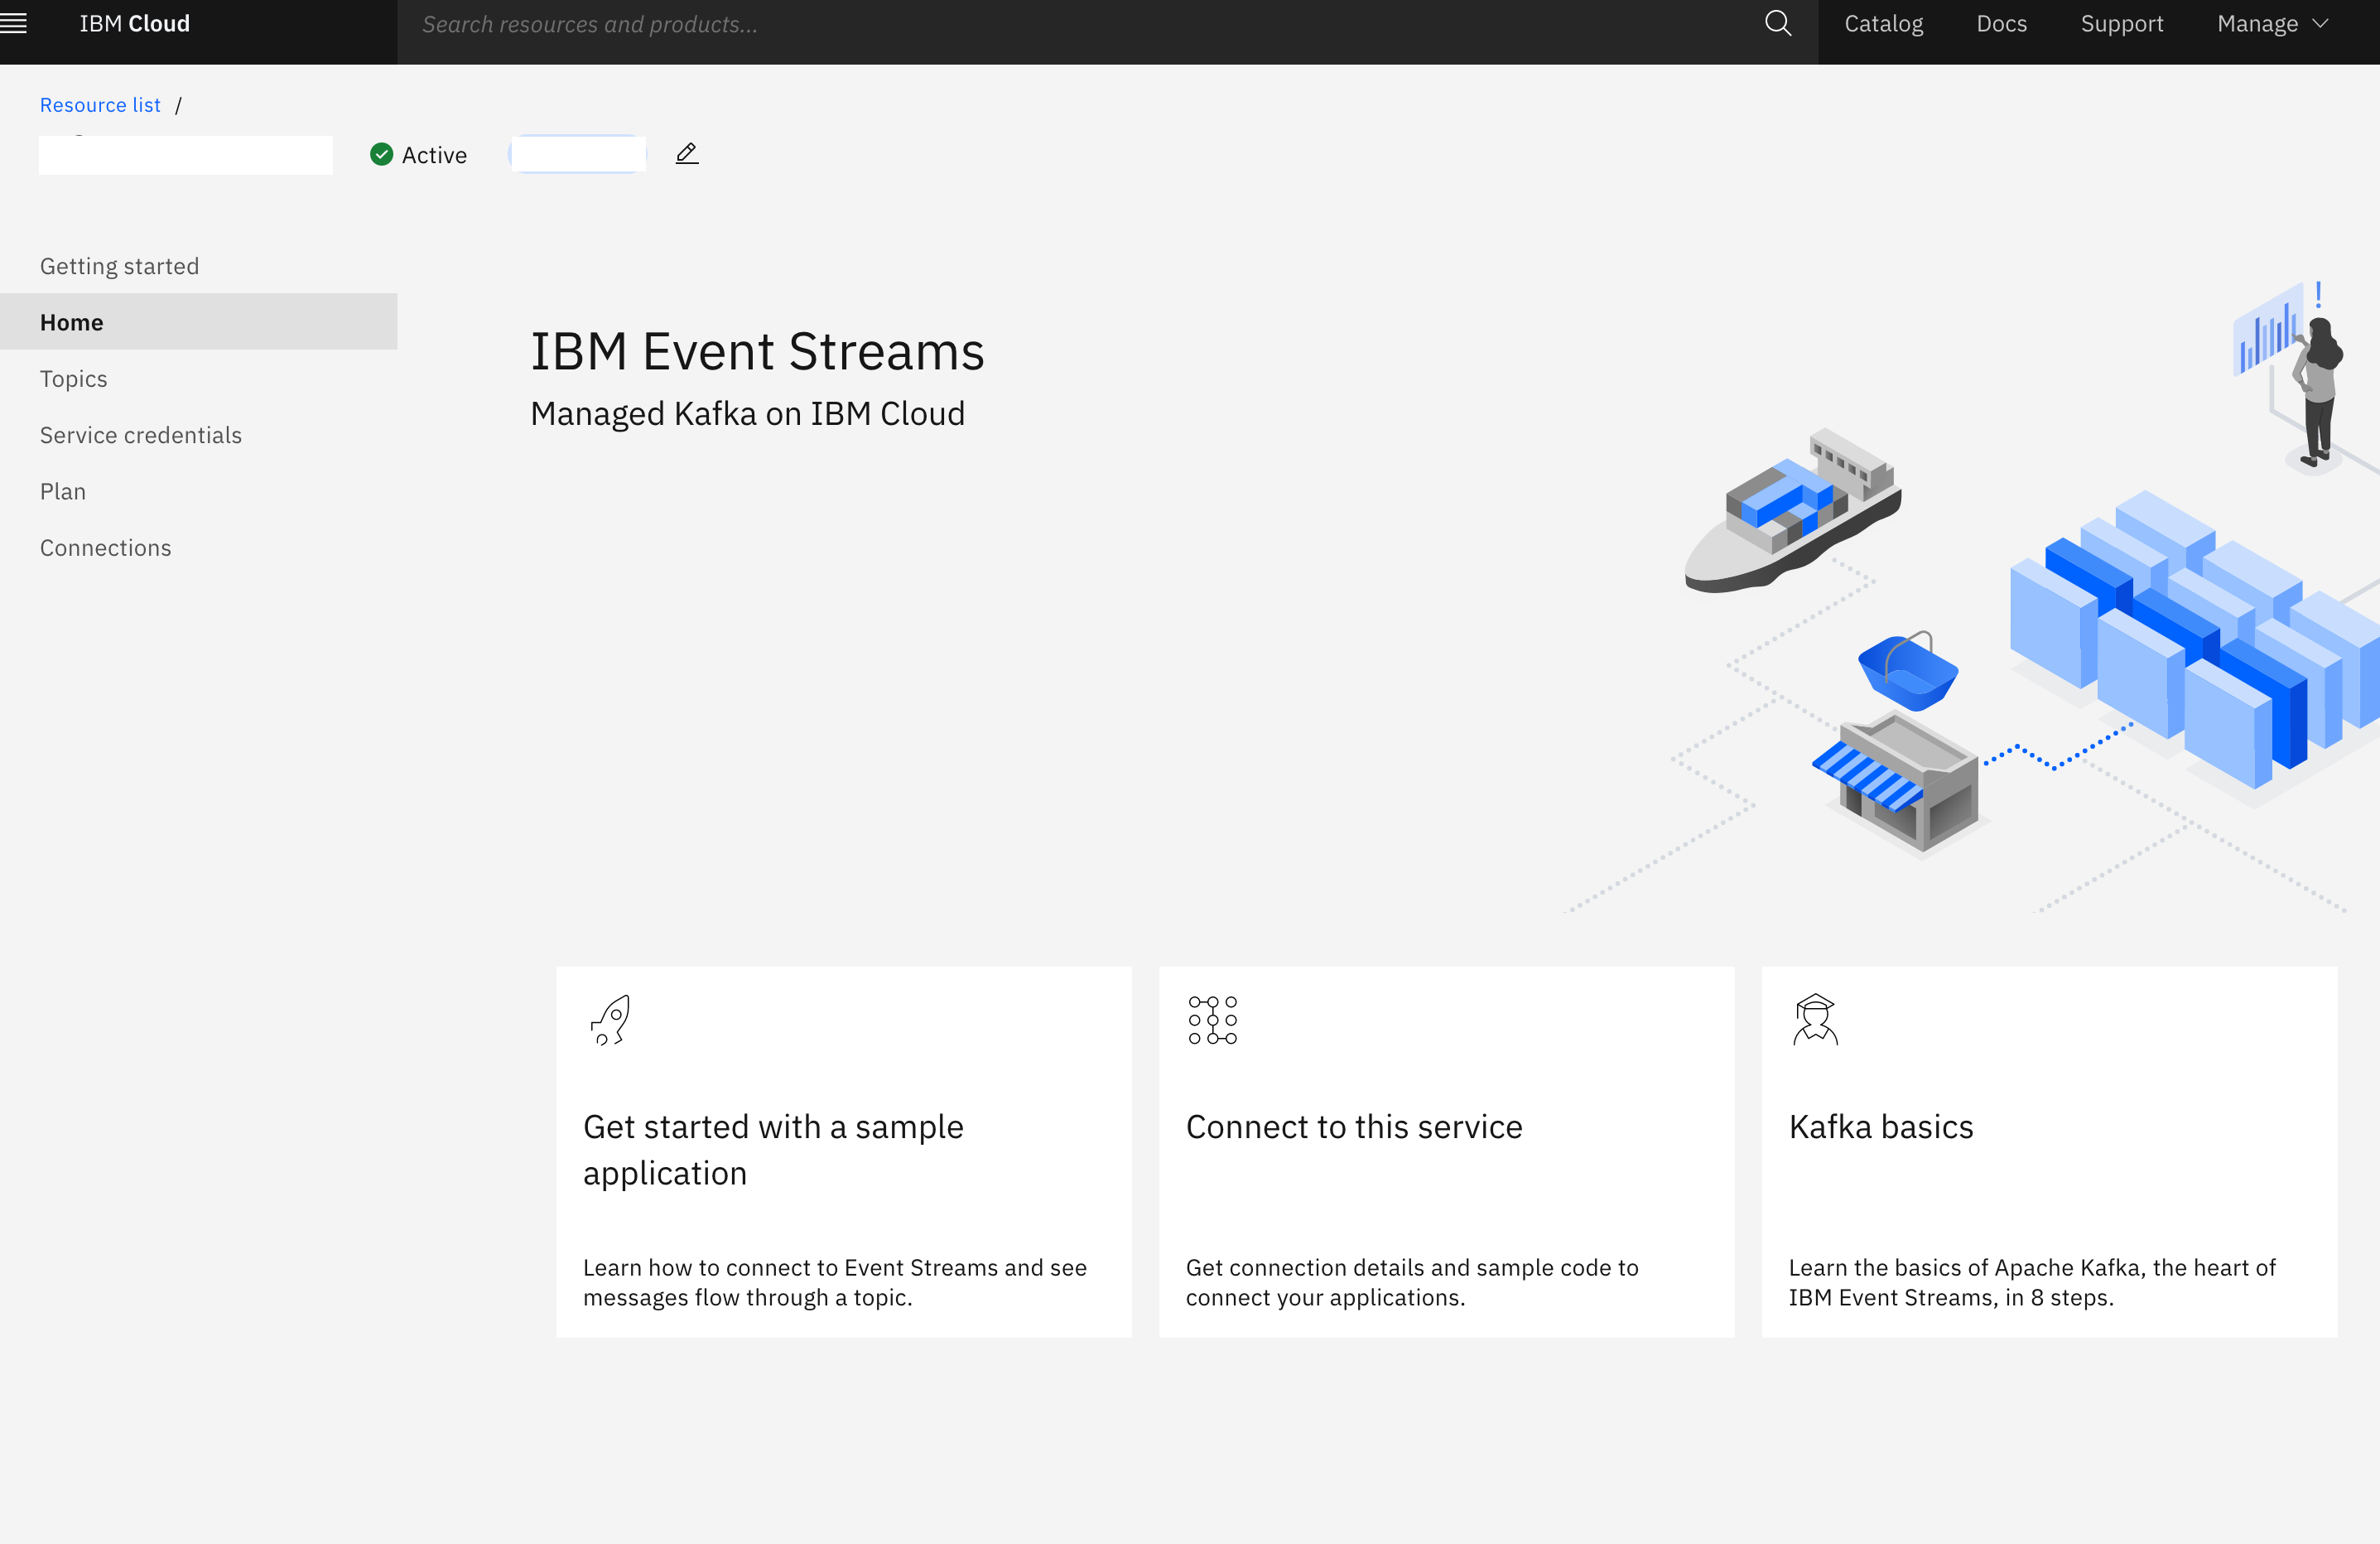 IBM Cloud
Search resources and products...
Catalog
Docs
Support
Manage
Resource list /
Active
Getting started
Home
Topics
Service credentials
Plan
Connections
IBM Event Streams
Managed Kafka on IBM Cloud
!
Get started with a sample
application
Learn how to connect to Event Streams and see
messages flow through a topic.
Connect to this service
Get connection details and sample code to
connect your applications.
Kafka basics
Learn the basics of Apache Kafka, the heart of
IBM Event Streams, in 8 steps.